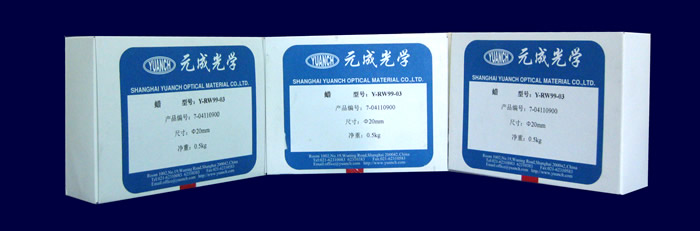 YUANCH 元成光学
SHANGHAI YUANCH OPTICAL MATERIAL CO.,LTD.
蜡 型号: Y-RW99-03
产品编号: 7-04110900
尺寸: Φ20mm
净重: 0.5kg
YUANCH 元成光学
SHANGHAI YUANCH OPTICAL MATERIAL CO.,LTD.
蜡 型号: Y-RW99-03
产品编号: 7-04110900
尺寸: Φ20mm
净重: 0.5kg
YUANCH 元成光学
SHANGHAI YUANCH OPTICAL MATERIAL CO.,LTD.
蜡 型号: Y-RW99-03
产品编号: 7-04110900
尺寸: Φ20mm
净重: 0.5kg